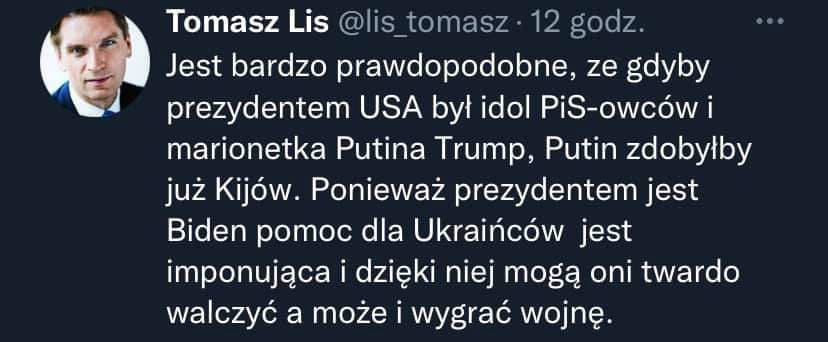 Tomasz Lis @lis_tomasz · 12 godz.
Jest bardzo prawdopodobne, ze gdyby
prezydentem USA był idol PiS-owców i
marionetka Putina Trump, Putin zdobyłby
już Kijów. Ponieważ prezydentem jest
Biden pomoc dla Ukraińców  jest
imponująca i dzięki niej mogą oni twardo
walczyć a może i wygrać wojnę.